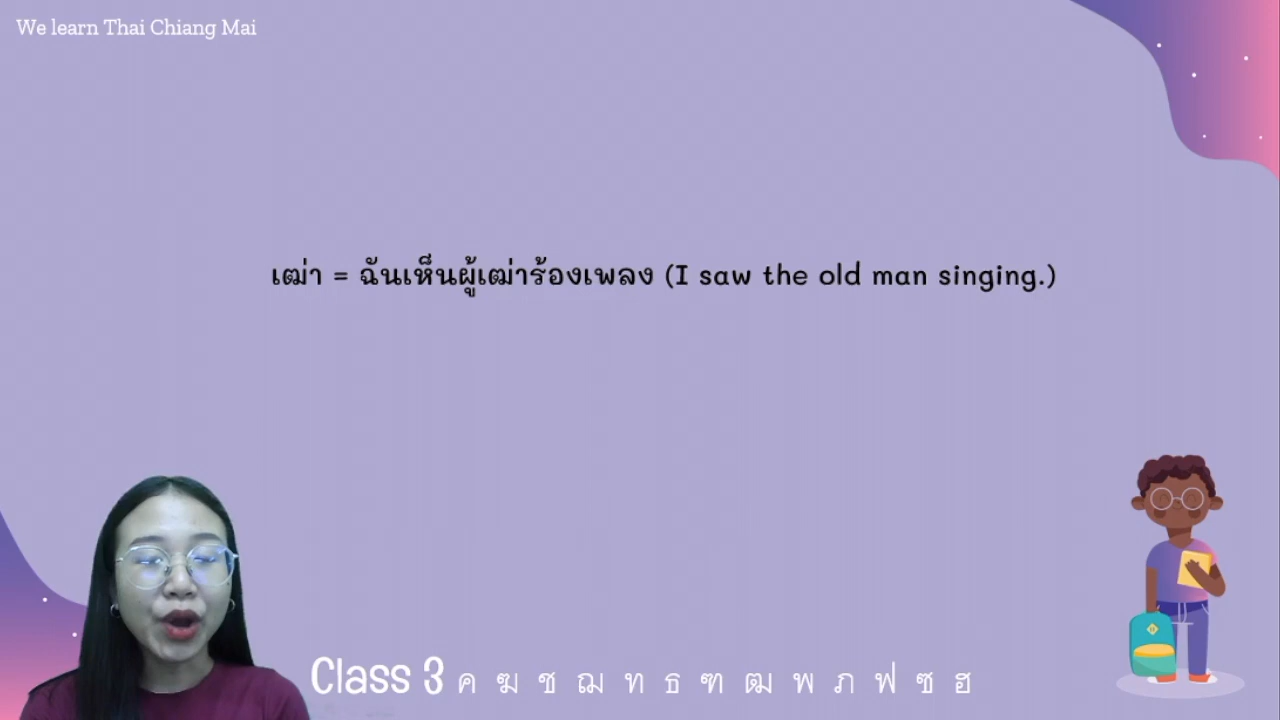 We learn Thai Chiang Mai
เฒ่า = ฉันเห็นผู้เฒ่าร้องเพลง (I saw the old man singing.)
Class 3 ค ฆ ช ฌ ท ธ ฑ ฒ พ ภ ฟ ซ ฮ